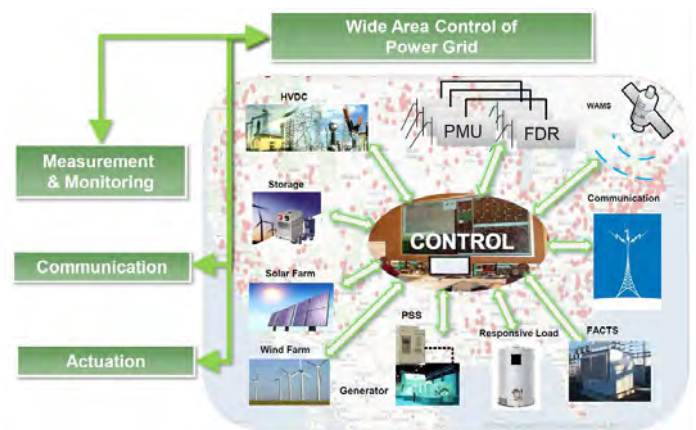 Wide Area Control of
Power Grid
Measurement
& Monitoring
Communication
Actuation
HVDC
PMU
FDR
WAMS
Storage
Communication
CONTROL
Solar Farm
PSS
Responsive Load
FACTS
Wind Farm
Generator